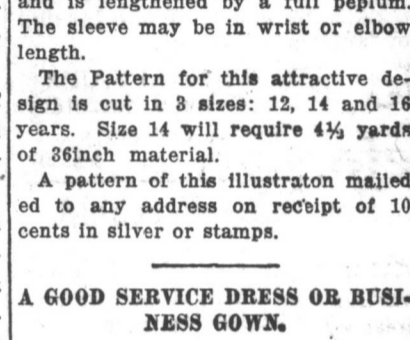 and is lengthened by a full peplum.
The sleeve may be in wrist or elbow
length.
The Pattern for this attractive de-
sign is cut in 3 sizes: 12, 14 and 16
years. Size 14 will require 4½ yards
of 36inch material.
A pattern of this illustraton mailed
ed to any address on receipt of 10
cents in silver or stamps.
A GOOD SERVICE DRESS OR BUSI-
NESS GOWN.